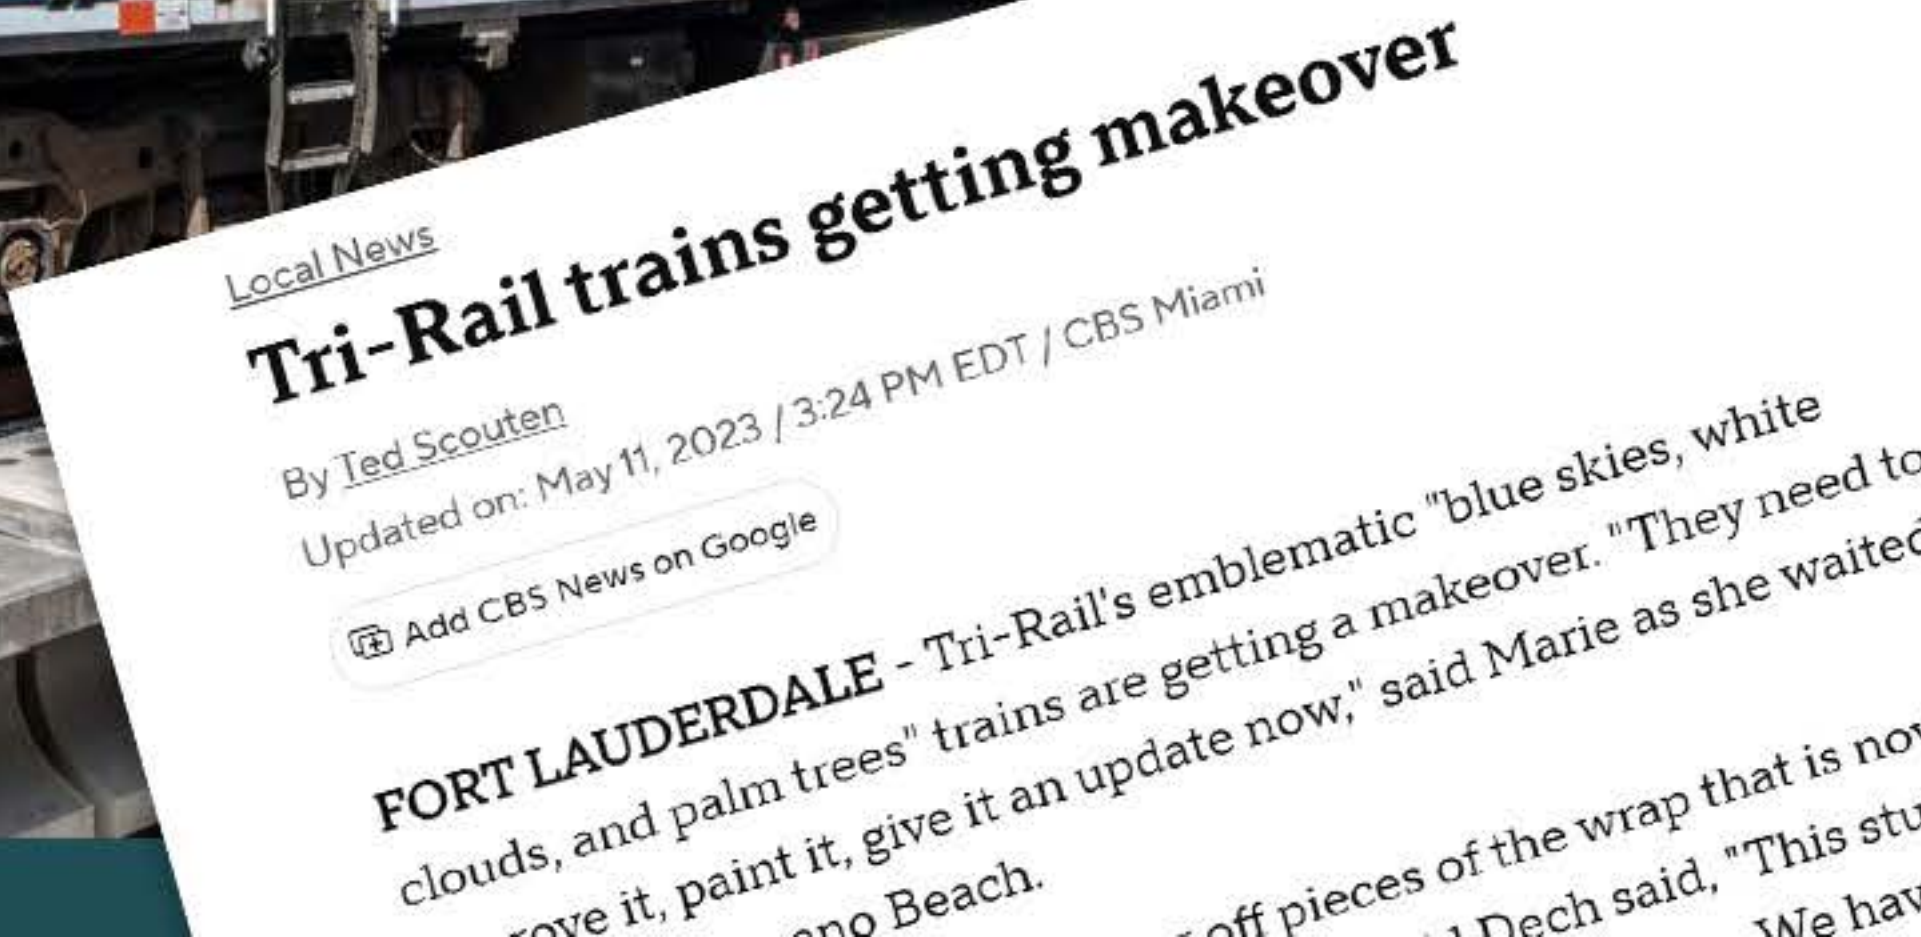 Local News
Tri-Rail trains getting makeover
By Ted Scouten
Updated on: May 11, 2023 / 3:24 PM EDT / CBS Miami
Add CBS News on Google
FORT LAUDERDALE - Tri-Rail's emblematic "blue skies, white
clouds, and palm trees" trains are getting a makeover. "They need to
it, paint it, give it an update now," said Marie as she waited
Beach.
off pieces of the wrap that is
Dech said, "This
We